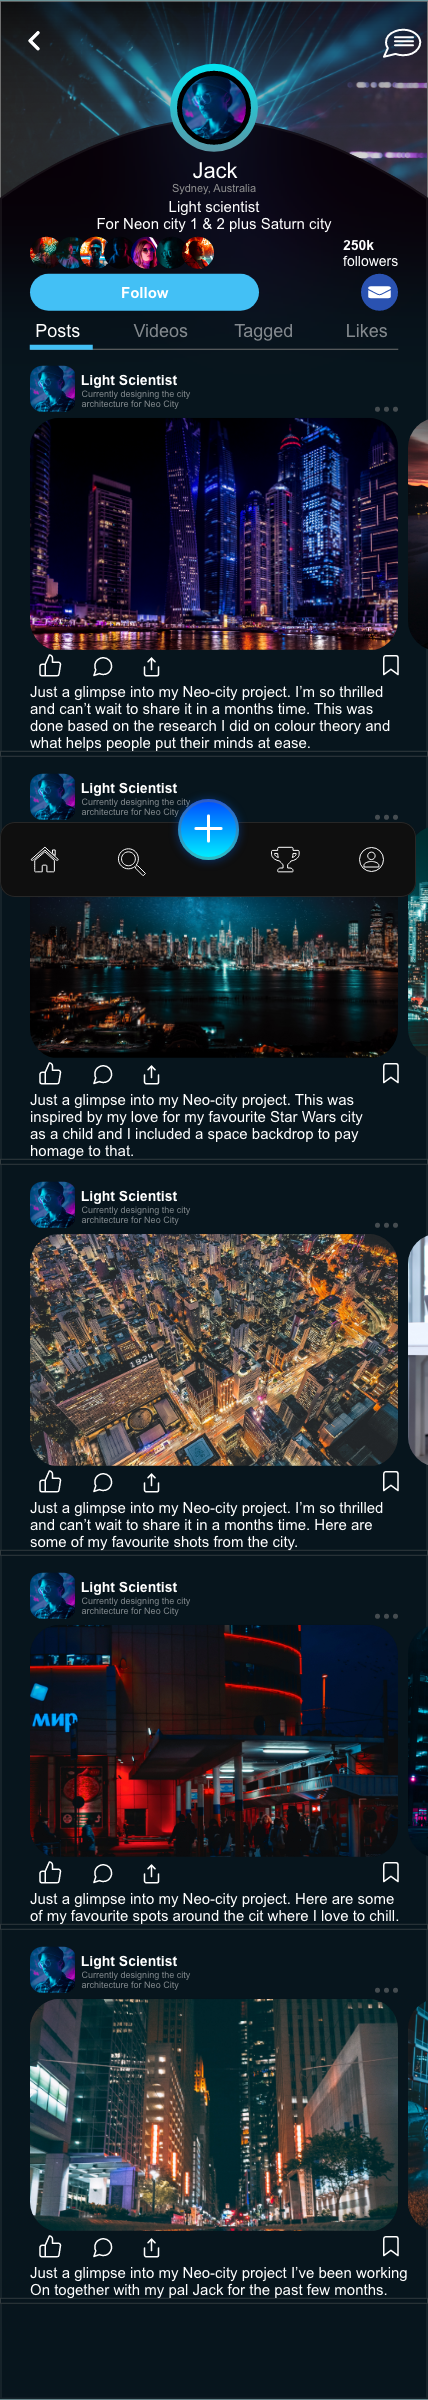 Jack
Sydney, Australia
Light scientist
For Neon city 1 & 2 plus Saturn city
250k
followers
Follow
Posts Videos Tagged Likes
Light Scientist
Currently designing the city
architecture for Neo City
Just a glimpse into my Neo-city project. I'm so thrilled
and can't wait to share it in a months time. This was
done based on the research I did on colour theory and
what helps people put their minds at ease.
Light Scientist
Currently designing the city
architecture for Neo City
Just a glimpse into my Neo-city project. This was
inspired by my love for my favourite Star Wars city
as a child and I included a space backdrop to pay
homage to that.
Light Scientist
Currently designing the city
architecture for Neo City
19:24
Just a glimpse into my Neo-city project. I'm so thrilled
and can't wait to share it in a months time. Here are
some of my favourite shots from the city.
Light Scientist
Currently designing the city
architecture for Neo City
мир
Just a glimpse into my Neo-city project. Here are some
of my favourite spots around the cit where I love to chill.
Light Scientist
Currently designing the city
architecture for Neo City
Just a glimpse into my Neo-city project I've been working
On together with my pal Jack for the past few months.